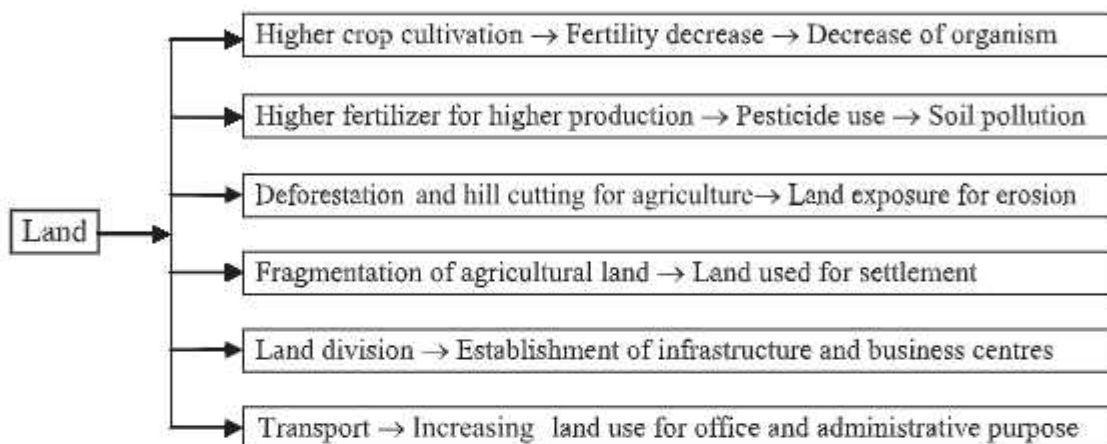 Higher crop cultivation → Fertility decrease → Decrease of organism
Higher fertilizer for higher production → Pesticide use → Soil pollution
Deforestation and hill cutting for agriculture→ Land exposure for erosion
Land
Fragmentation of agricultural land → Land used for settlement
Land division → Establishment of infrastructure and business centres
Transport → Increasing land use for office and administrative purpose